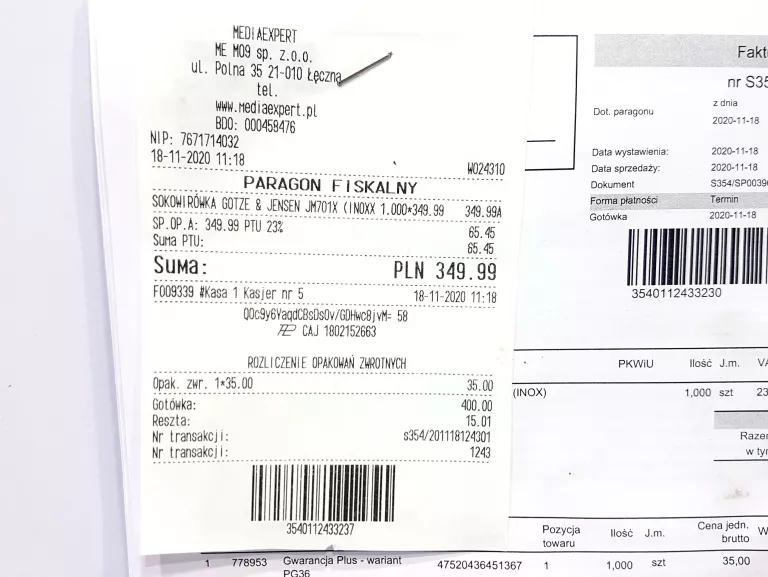 MEDIAEXPERT
ME M09 sp. z.o.o.
ul. Polna 35 21-010 Łęczna
tel.
www.mediaexpert.pl
BDO: 000458476
NIP: 7671714032
18-11-2020 11:18 W024310
PARAGON FISKALNY
SOKOWIRÓWKA GOTZE & JENSEN JM701X (INOXX 1.000*349.99 349.99A
SP.OP.A: 349.99 PTU 23% 65.45
Suma PTU: 65.45
Suma: PLN 349.99
F009339 #Kasa 1 Kasjer nr 5 18-11-2020 11:18
QOc9y6YaqdCBsDsOv/GDHwc8jvM= 58
CAJ 1802152663
ROZLICZENIE OPAKOWAŃ ZWROTNYCH
Opak. zwr. 1*35.00 35.00
Gotówka: 400.00
Reszta: 15.01
Nr transakcji: s354/201118124301
Nr transakcji: 1243
3540112433237
Fakt
nr S35
Dot. paragonu z dnia
2020-11-18
Data wystawienia: 2020-11-18
Data sprzedaży: 2020-11-18
Dokument S354/SP0039
Forma płatności Termin
Gotówka 2020-11-18
3540112433230
PKWiU Ilość J.m. VA
(INOX) 1,000 szt 23
Razem
w ty
Pozycja towaru Ilość J.m. Cena jedn. brutto W
1 778953 Gwarancja Plus - wariant PG36 47520436451367 1 1,000 szt 35,00